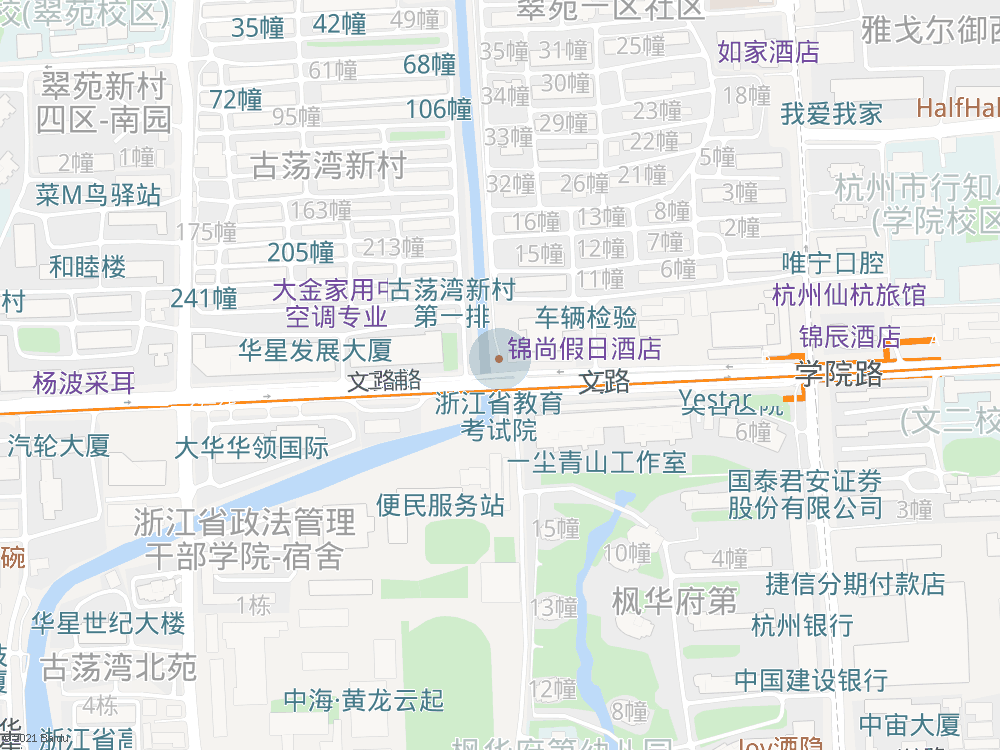 校(翠苑校区)
35幢
42幢
49幢
翠苑一区社区
35幢
31幢
25幢
如家酒店
雅戈尔御西
61幢
68幢
翠苑新村
四区-南园
72幢
95幢
106幢
30幢
34幢
29幢
23幢
18幢
我爱我家
HalfHal
33幢
22幢
2幢
1幢
古荡湾新村
5幢
菜M鸟驿站
32幢
26幢
21幢
3幢
杭州市行知
(学院校区
163幢
175幢
16幢
13幢
8幢
2幢
205幢
213幢
15幢
12幢
7幢
和睦楼
11幢
6幢
唯宁口腔
村
241幢
大金家用中
空调专业
古荡湾新村
第一排
杭州仙杭旅馆
车辆检验
锦辰酒店
华星发展大厦
锦尚假日酒店
杨波采耳
文路
学院路
浙江省教育
考试院
Yestar
(文二校
6幢
汽轮大厦
大华华领国际
一尘青山工作室
国泰君安证券
股份有限公司
便民服务站
3幢
浙江省政法管理
干部学院-宿舍
15幢
10幢
4幢
碗
捷信分期付款店
1栋
13幢
枫华府第
华星世纪大楼
杭州银行
古荡湾北苑
12幢
中国建设银行
4栋
中海·黄龙云起
8幢
中宙大厦
浙江省高
枫华府第幼儿园
Joy酒隐
© 2021 Baidu